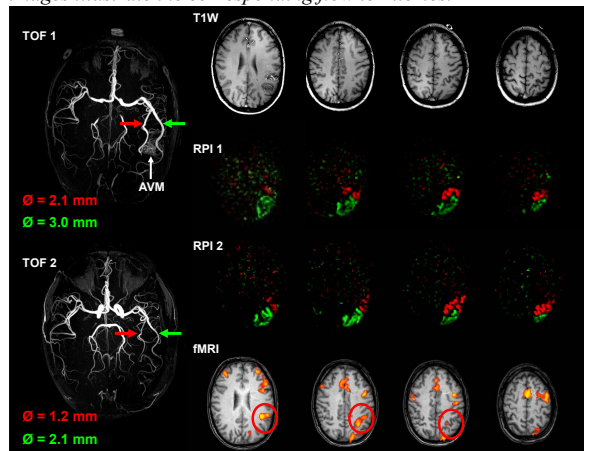 TOF 1
T1W
RPI 1
AVM
Ø = 2.1 mm
Ø = 3.0 mm
RPI 2
TOF 2
fMRI
Ø = 1.2 mm
Ø = 2.1 mm